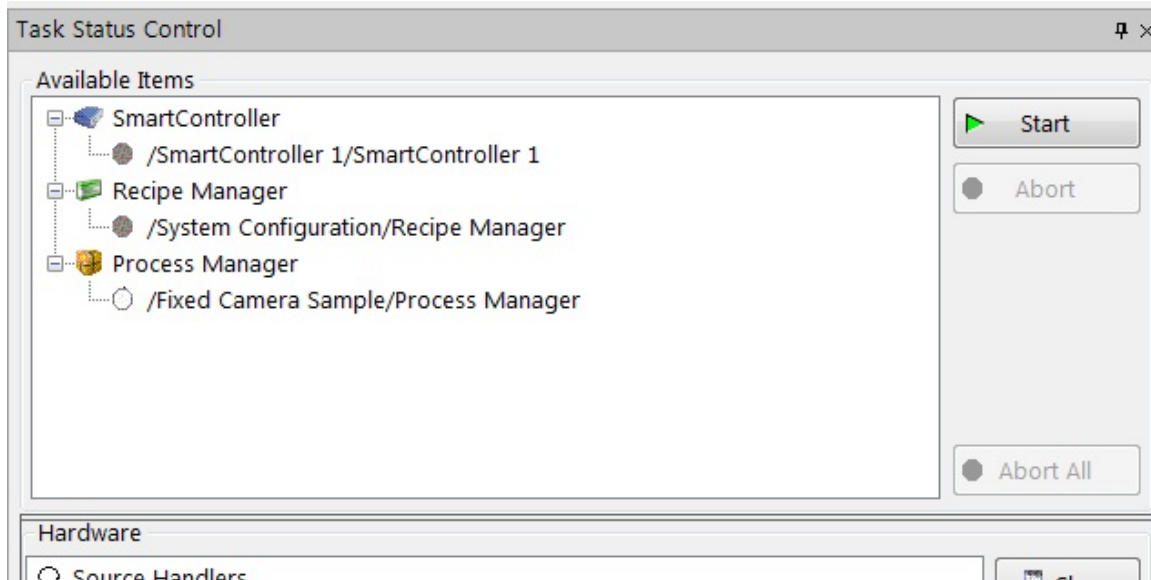 Task Status Control
Available Items
SmartController
/SmartController 1/SmartController 1
Recipe Manager
/System Configuration/Recipe Manager
Process Manager
/Fixed Camera Sample/Process Manager
Start
Abort
Abort All
Hardware
Source Handlers